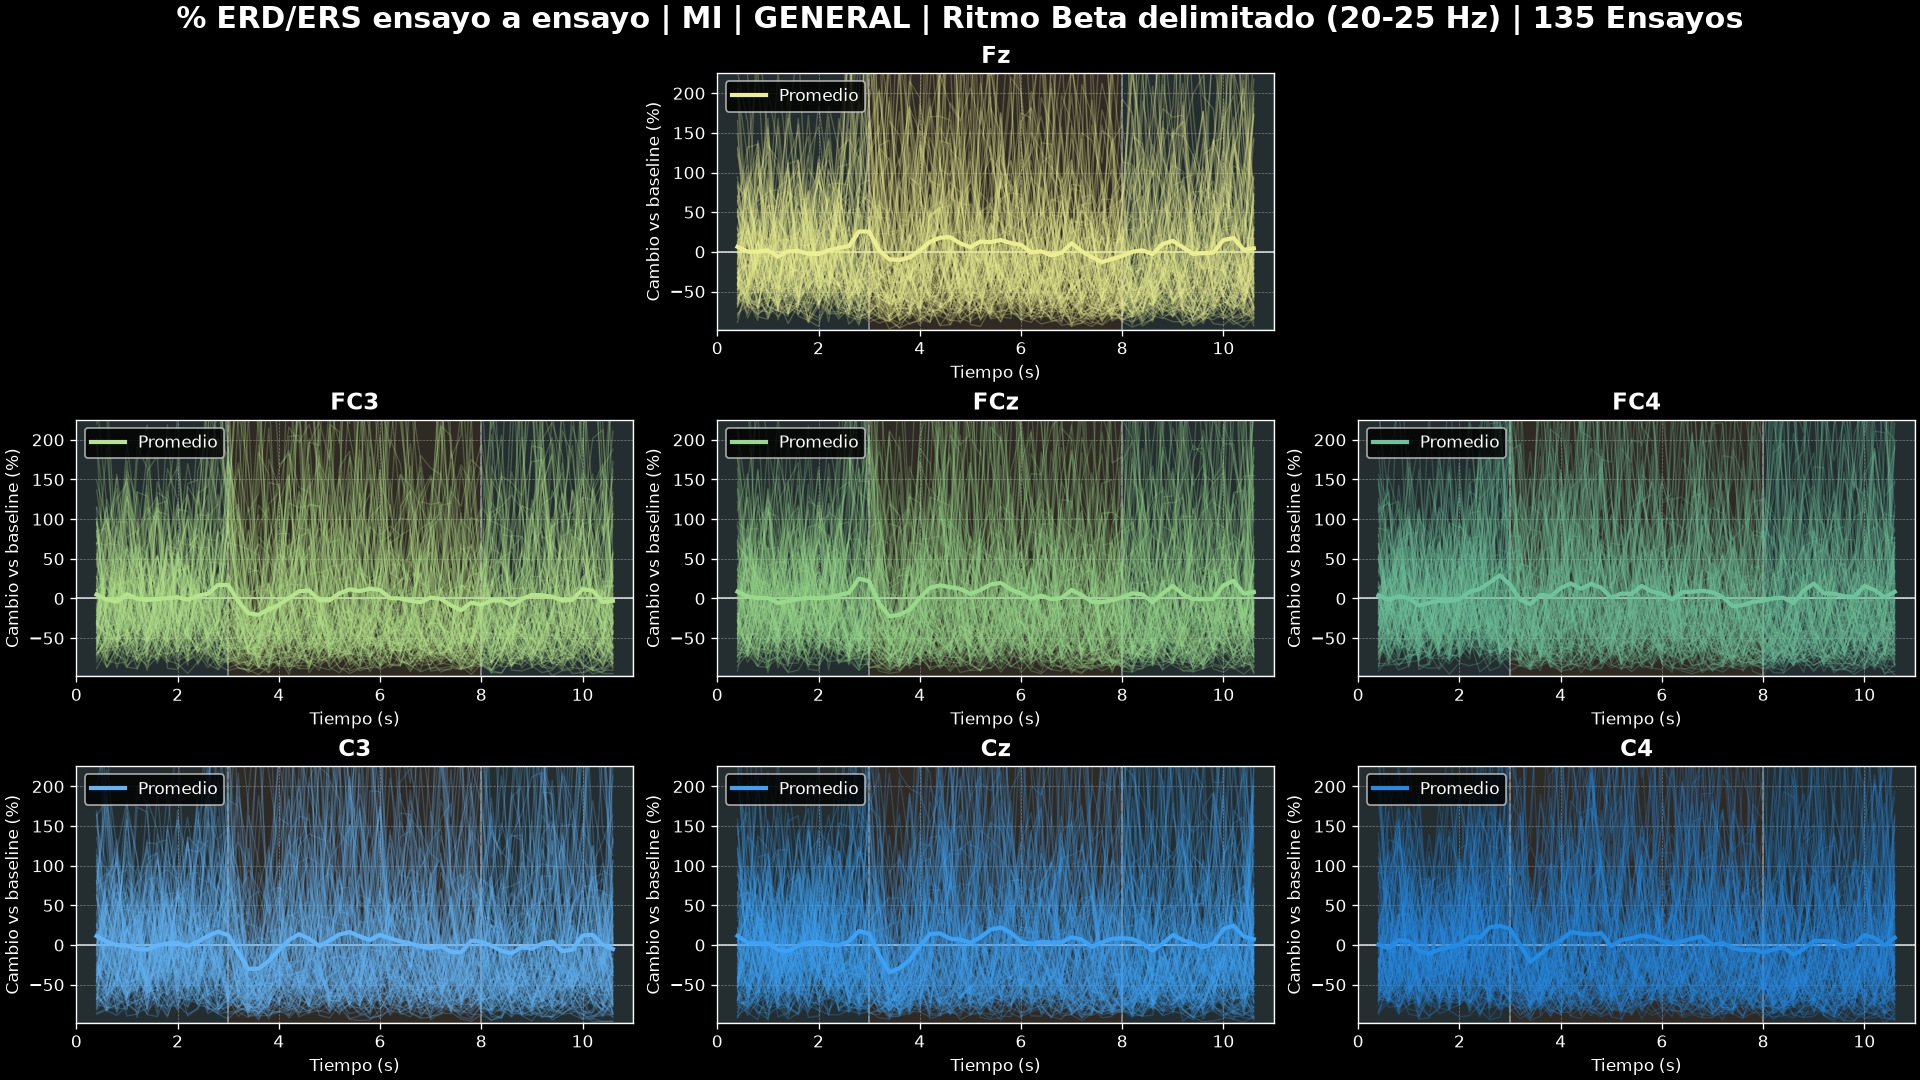 % ERD/ERS ensayo a ensayo | MI | GENERAL | Ritmo Beta delimitado (20-25 Hz) | 135 Ensayos
Fz
Promedio
Cambio vs baseline (%)
200
150
100
50
0
−50
0 2 4 6 8 10
Tiempo (s)
FC3
Promedio
Cambio vs baseline (%)
200
150
100
50
0
−50
0 2 4 6 8 10
Tiempo (s)
FCz
Promedio
Cambio vs baseline (%)
200
150
100
50
0
−50
0 2 4 6 8 10
Tiempo (s)
FC4
Promedio
Cambio vs baseline (%)
200
150
100
50
0
−50
0 2 4 6 8 10
Tiempo (s)
C3
Promedio
Cambio vs baseline (%)
200
150
100
50
0
−50
0 2 4 6 8 10
Tiempo (s)
Cz
Promedio
Cambio vs baseline (%)
200
150
100
50
0
−50
0 2 4 6 8 10
Tiempo (s)
C4
Promedio
Cambio vs baseline (%)
200
150
100
50
0
−50
0 2 4 6 8 10
Tiempo (s)